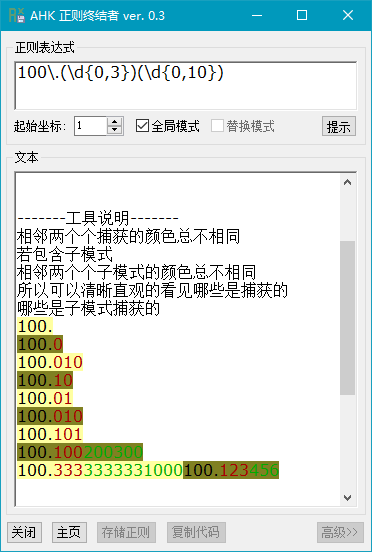 AHK 正则终结者 ver. 0.3
正则表达式
100\.(\d{0,3})(\d{0,10})
起始坐标: 1 全局模式 替换模式 提示
文本
-------工具说明-------
相邻两个个捕获的颜色总不相同
若包含子模式
相邻两个个子模式的颜色总不相同
所以可以清晰直观的看见哪些是捕获的
哪些是子模式捕获的
100.
100.0
100.010
100.10
100.01
100.010
100.101
100.100200300
100.3333333331000100.123456
关闭 主页 存储正则 复制代码 高级>>